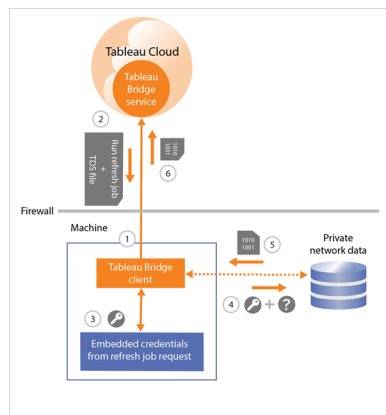 Tableau Cloud
Tableau
Bridge
service
2
Run refresh job
+
TDS file
1010
1001
6
Firewall
Machine
1
1010
1001
5
Private
network data
Tableau Bridge
client
3
4
+
?
Embedded credentials
from refresh job request